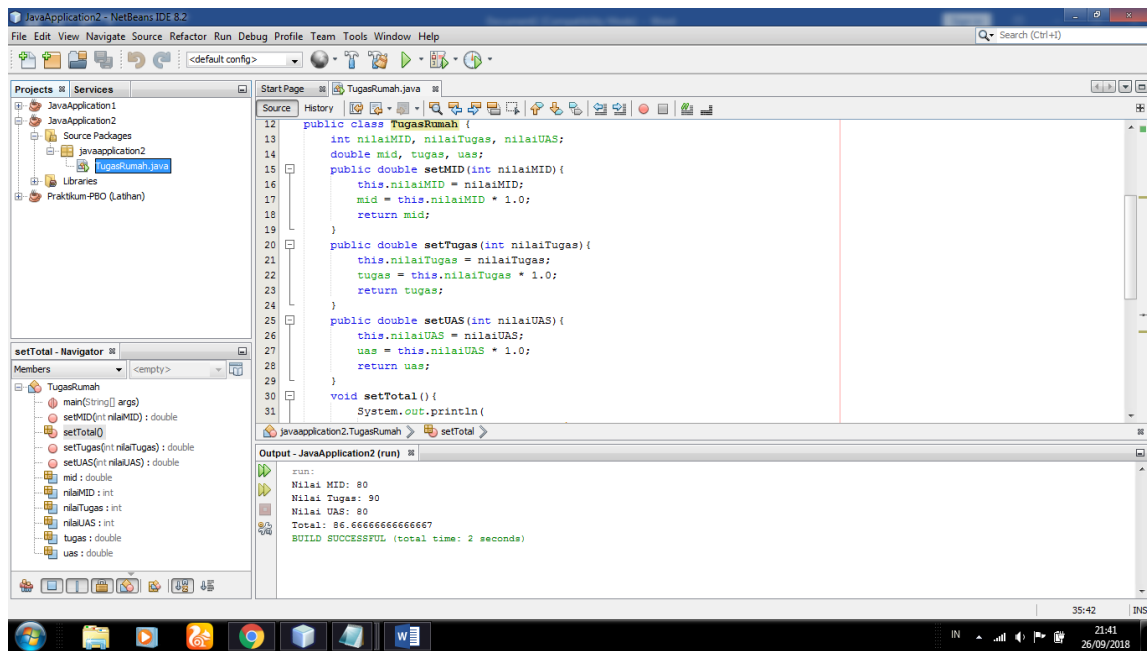 JavaApplication2 - NetBeans IDE 8.2
File Edit View Navigate Source Refactor Run Debug Profile Team Tools Window Help
Search (Ctrl+I)
<default config>
Projects Services
JavaApplication1
JavaApplication2
Source Packages
javaapplication2
TugasRumah.java
Libraries
Praktikum-PBO (Latihan)
Start Page TugasRumah.java
Source History
12 public class TugasRumah {
13 int nilaiMID, nilaiTugas, nilaiUAS;
14 double mid, tugas, uas;
15 public double setMID(int nilaiMID){
16 this.nilaiMID = nilaiMID;
17 mid = this.nilaiMID * 1.0;
18 return mid;
19 }
20 public double setTugas(int nilaiTugas){
21 this.nilaiTugas = nilaiTugas;
22 tugas = this.nilaiTugas * 1.0;
23 return tugas;
24 }
25 public double setUAS(int nilaiUAS){
26 this.nilaiUAS = nilaiUAS;
27 uas = this.nilaiUAS * 1.0;
28 return uas;
29 }
30 void setTotal(){
31 System.out.println(
javaapplication2.TugasRumah setTotal
setTotal - Navigator
Members <empty>
TugasRumah
main(String[] args)
setMID(int nilaiMID) : double
setTotal()
setTugas(int nilaiTugas) : double
setUAS(int nilaiUAS) : double
mid : double
nilaiMID : int
nilaiTugas : int
nilaiUAS : int
tugas : double
uas : double
Output - JavaApplication2 (run)
run:
Nilai MID: 80
Nilai Tugas: 90
Nilai UAS: 80
Total: 86.66666666666667
BUILD SUCCESSFUL (total time: 2 seconds)
35:42 INS
IN
21:41
26/09/2018